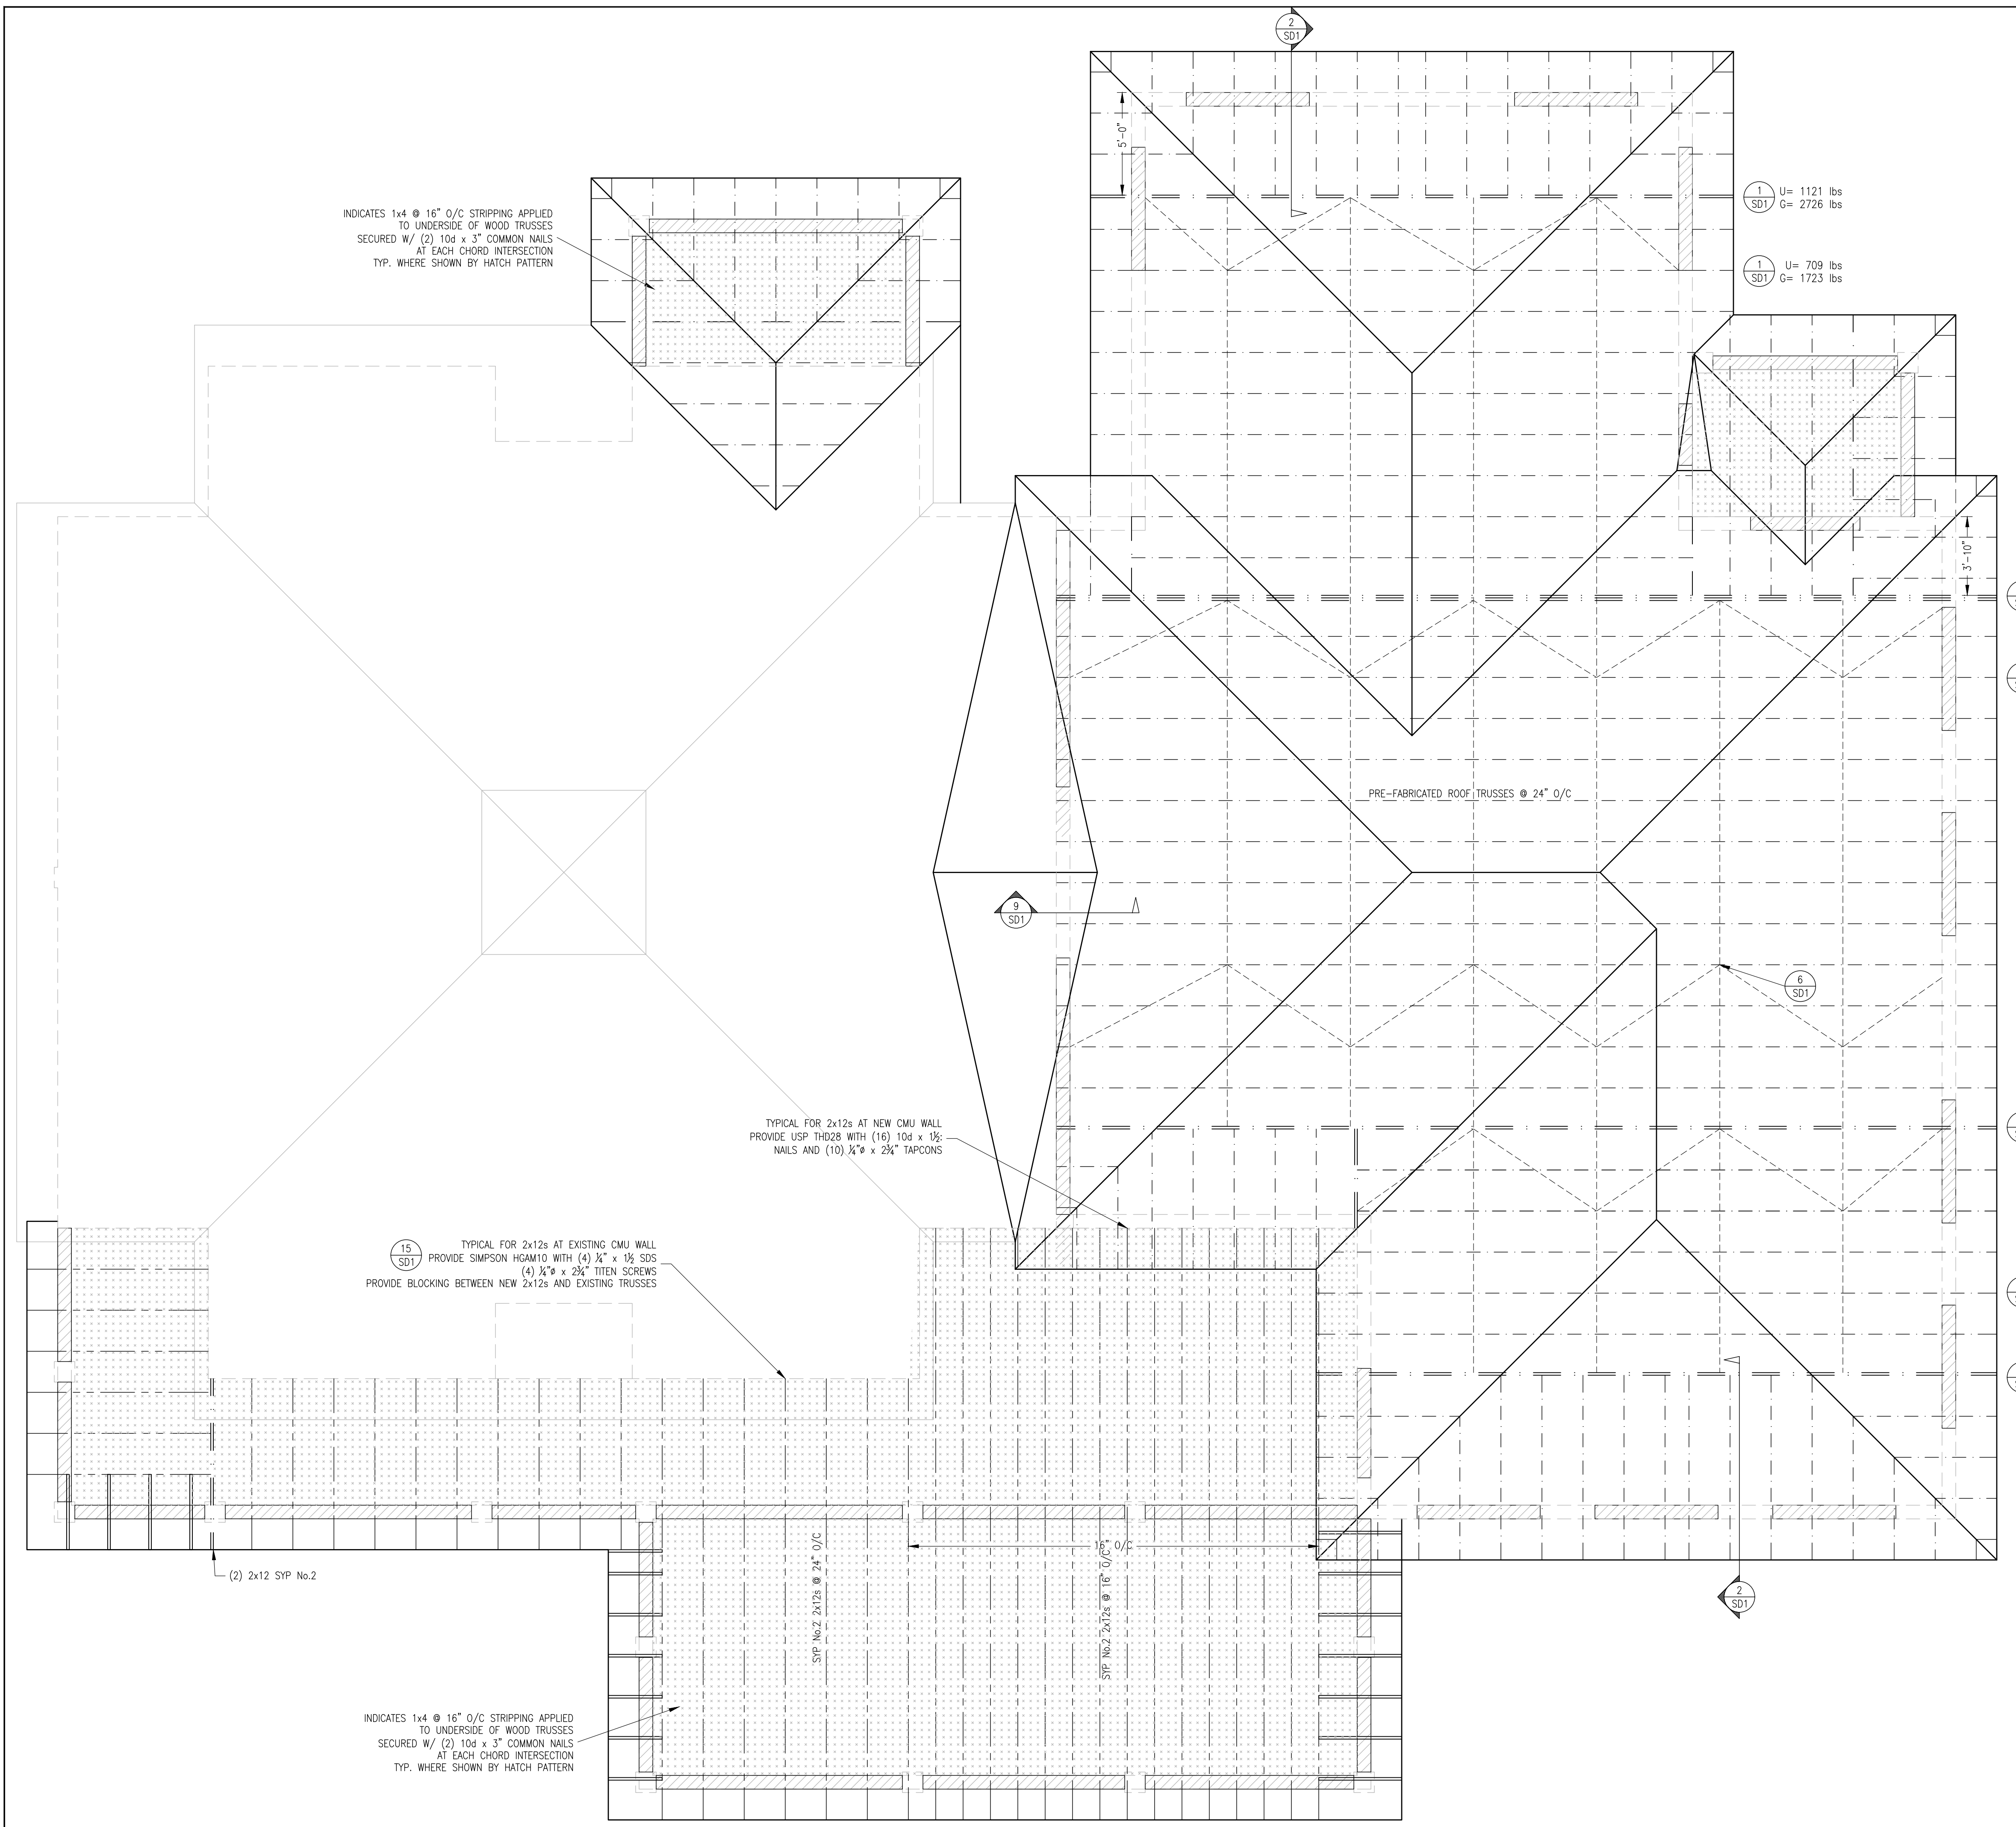 2
SD1
5'-0"
1
SD1
U= 1121 lbs
G= 2726 lbs
INDICATES 1x4 @ 16" O/C STRIPPING APPLIED
TO UNDERSIDE OF WOOD TRUSSES
SECURED W/ (2) 10d x 3" COMMON NAILS
AT EACH CHORD INTERSECTION
TYP. WHERE SHOWN BY HATCH PATTERN
1
SD1
U= 709 lbs
G= 1723 lbs
3'-10"
PRE-FABRICATED ROOF TRUSSES @ 24" O/C
9
SD1
6
SD1
TYPICAL FOR 2x12s AT NEW CMU WALL
PROVIDE USP THD28 WITH (16) 10d x 1½:
NAILS AND (10) ¼"ø x 2¾" TAPCONS
15
SD1
TYPICAL FOR 2x12s AT EXISTING CMU WALL
PROVIDE SIMPSON HGAM10 WITH (4) ¼" x 1½ SDS
(4) ¼"ø x 2¾" TITEN SCREWS
PROVIDE BLOCKING BETWEEN NEW 2x12s AND EXISTING TRUSSES
(2) 2x12 SYP No.2
16" O/C
SYP No.2 2x12s @ 24" O/C
SYP No.2 2x12s @ 16" O/C
2
SD1
INDICATES 1x4 @ 16" O/C STRIPPING APPLIED
TO UNDERSIDE OF WOOD TRUSSES
SECURED W/ (2) 10d x 3" COMMON NAILS
AT EACH CHORD INTERSECTION
TYP. WHERE SHOWN BY HATCH PATTERN